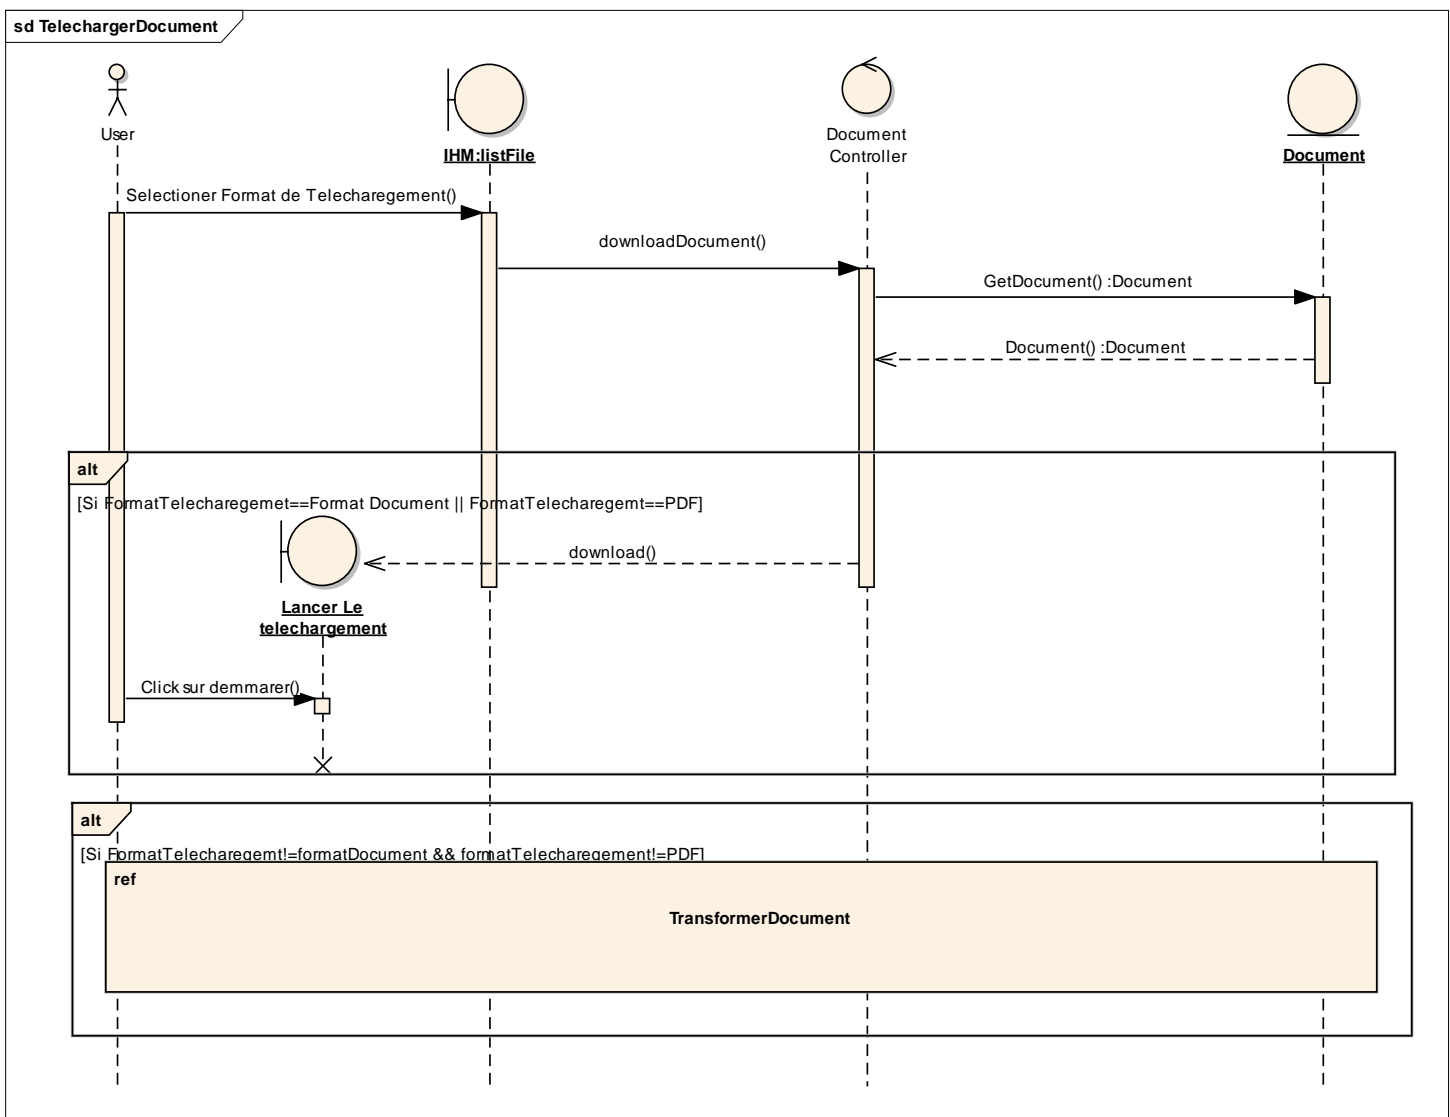 sd TelechargerDocument
User
IHM:listFile
Document
Controller
Document
Selectioner Format de Telecharegement()
downloadDocument()
GetDocument() :Document
Document() :Document
alt
[Si FormatTelecharegemet==Format Document || FormatTelecharegemt==PDF]
download()
Lancer Le
telechargement
Click sur demmarer()
alt
[Si FormatTelecharegemt!=formatDocument && formatTelecharegement!=PDF]
ref
TransformerDocument